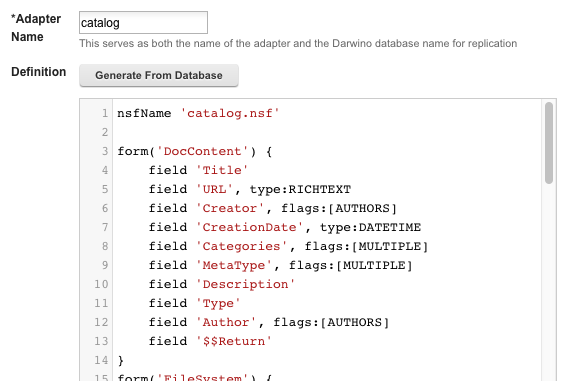 *Adapter Name
catalog
This serves as both the name of the adapter and the Darwino database name for replication
Definition
Generate From Database
1 nsfName 'catalog.nsf'
2
3 form('DocContent') {
4     field 'Title'
5     field 'URL', type:RICHTEXT
6     field 'Creator', flags:[AUTHORS]
7     field 'CreationDate', type:DATETIME
8     field 'Categories', flags:[MULTIPLE]
9     field 'MetaType', flags:[MULTIPLE]
10     field 'Description'
11     field 'Type'
12     field 'Author', flags:[AUTHORS]
13     field '$$Return'
14 }
15 form('FileSystem') {